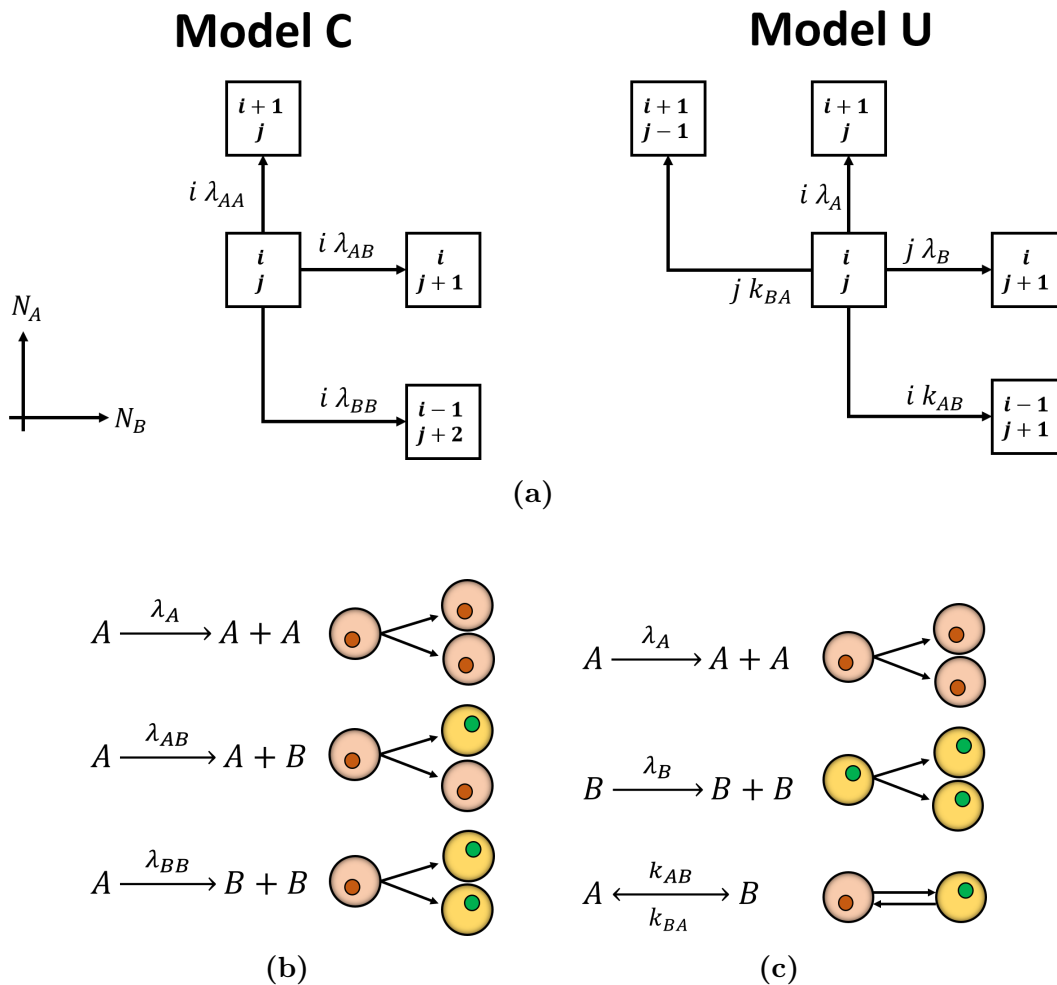 Model C
Model U
i + 1
j
i λ_AA
i
j
i λ_AB
i
j + 1
i λ_BB
i − 1
j + 2
N_A
N_B
i + 1
j − 1
i + 1
j
i λ_A
i
j
j λ_B
i
j + 1
j k_BA
i k_AB
i − 1
j + 1
(a)
A λ_A → A + A
A λ_AB → A + B
A λ_BB → B + B
(b)
A λ_A → A + A
B λ_B → B + B
k_AB
A ↔ B
k_BA
(c)